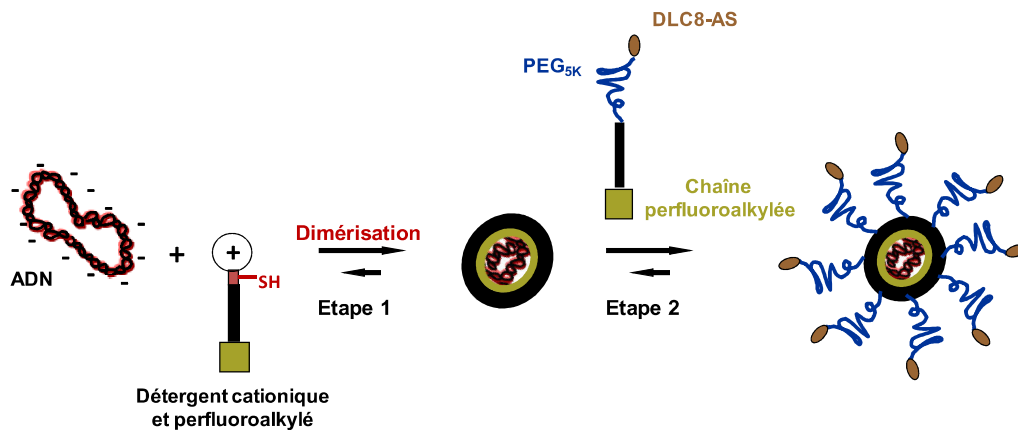 DLC8-AS
PEG5K
Chaîne
perfluoroalkylée
- - - - - - - - - -
ADN
+
+
SH
Dimérisation
Etape 1
Etape 2
Détergent cationique
et perfluoroalkylé